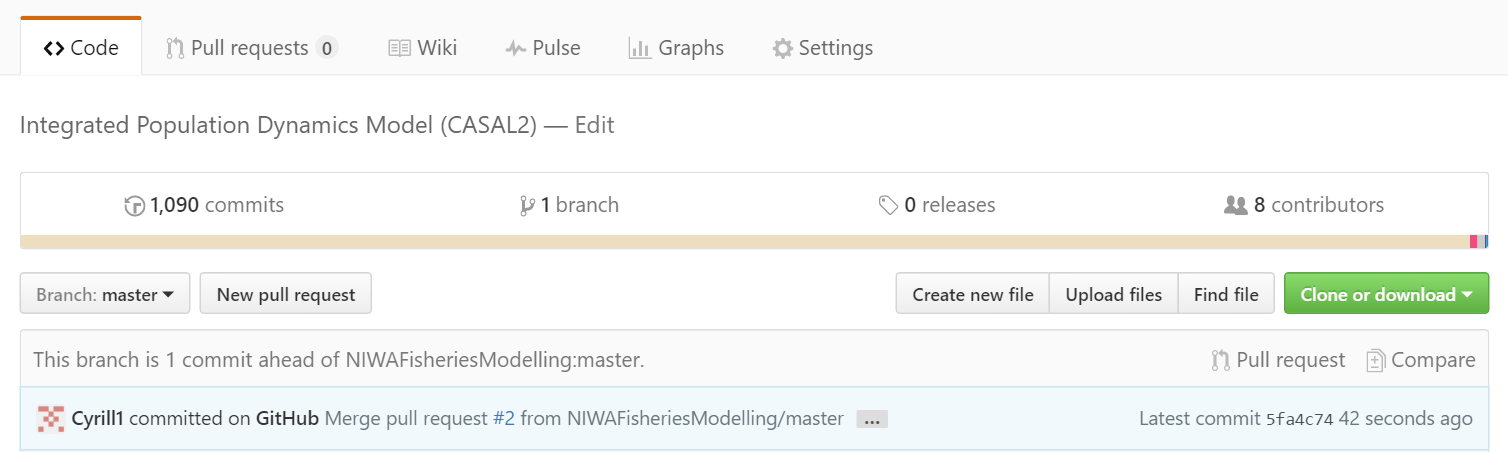 Code Pull requests 0 Wiki Pulse Graphs Settings
Integrated Population Dynamics Model (CASAL2) — Edit
1,090 commits 1 branch 0 releases 8 contributors
Branch: master New pull request Create new file Upload files Find file Clone or download
This branch is 1 commit ahead of NIWAFisheriesModelling:master. Pull request Compare
Cyrill1 committed on GitHub Merge pull request #2 from NIWAFisheriesModelling/master ... Latest commit 5fa4c74 42 seconds ago